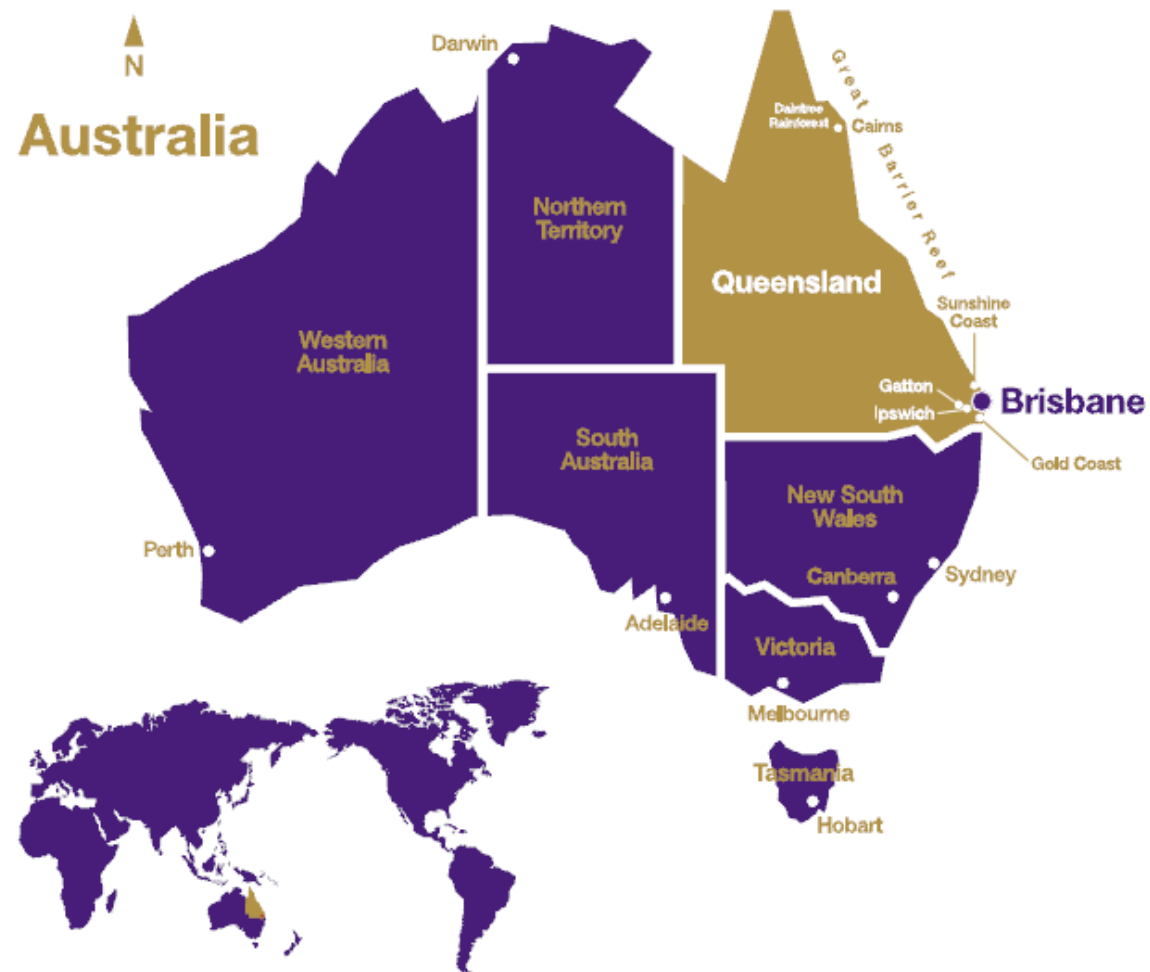 N
Australia
Darwin
Great Barrier Reef
Daintree
Rainforest
Cairns
Northern
Territory
Queensland
Sunshine
Coast
Western
Australia
Gatton
Brisbane
Ipswich
South
Australia
Gold Coast
New South
Wales
Perth
Canberra
Sydney
Adelaide
Victoria
Melbourne
Tasmania
Hobart